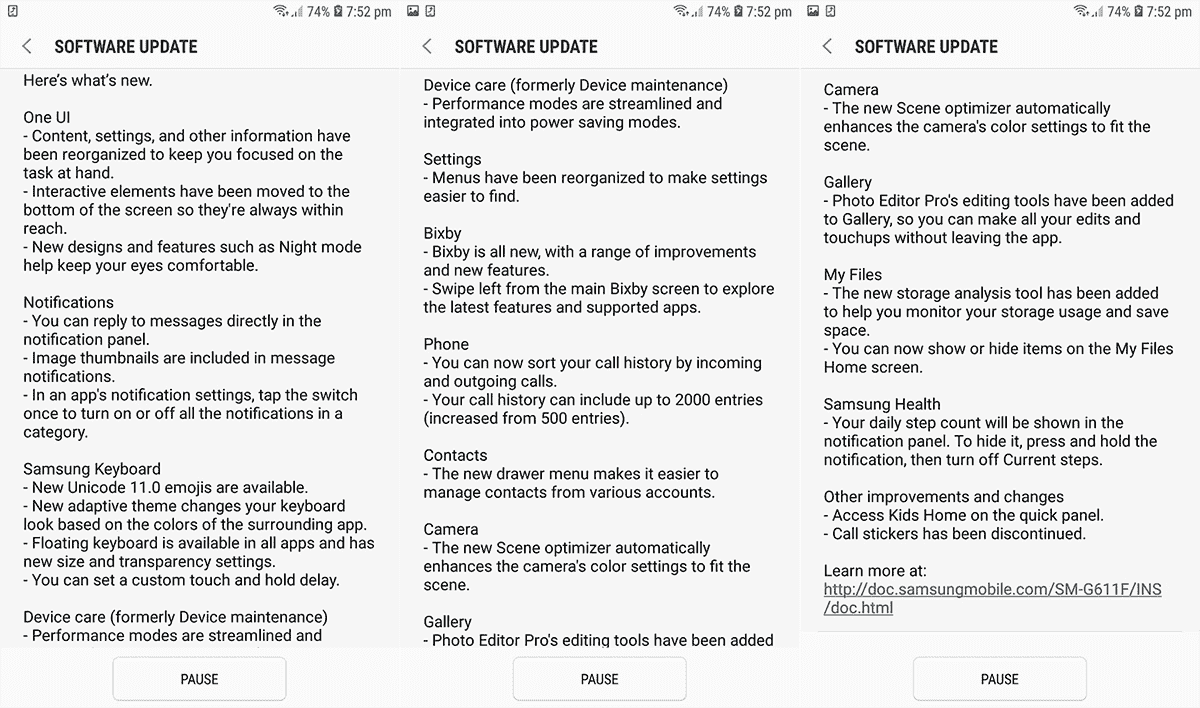 74% 7:52 pm
SOFTWARE UPDATE
Here's what's new.
One UI
- Content, settings, and other information have
been reorganized to keep you focused on the
task at hand.
- Interactive elements have been moved to the
bottom of the screen so they're always within
reach.
- New designs and features such as Night mode
help keep your eyes comfortable.
Notifications
- You can reply to messages directly in the
notification panel.
- Image thumbnails are included in message
notifications.
- In an app's notification settings, tap the switch
once to turn on or off all the notifications in a
category.
Samsung Keyboard
- New Unicode 11.0 emojis are available.
- New adaptive theme changes your keyboard
look based on the colors of the surrounding app.
- Floating keyboard is available in all apps and has
new size and transparency settings.
- You can set a custom touch and hold delay.
Device care (formerly Device maintenance)
- Performance modes are streamlined and
PAUSE
74% 7:52 pm
SOFTWARE UPDATE
Device care (formerly Device maintenance)
- Performance modes are streamlined and
integrated into power saving modes.
Settings
- Menus have been reorganized to make settings
easier to find.
Bixby
- Bixby is all new, with a range of improvements
and new features.
- Swipe left from the main Bixby screen to explore
the latest features and supported apps.
Phone
- You can now sort your call history by incoming
and outgoing calls.
- Your call history can include up to 2000 entries
(increased from 500 entries).
Contacts
- The new drawer menu makes it easier to
manage contacts from various accounts.
Camera
- The new Scene optimizer automatically
enhances the camera's color settings to fit the
scene.
Gallery
- Photo Editor Pro's editing tools have been added
PAUSE
74% 7:52 pm
SOFTWARE UPDATE
Camera
- The new Scene optimizer automatically
enhances the camera's color settings to fit the
scene.
Gallery
- Photo Editor Pro's editing tools have been added
to Gallery, so you can make all your edits and
touchups without leaving the app.
My Files
- The new storage analysis tool has been added
to help you monitor your storage usage and save
space.
- You can now show or hide items on the My Files
Home screen.
Samsung Health
- Your daily step count will be shown in the
notification panel. To hide it, press and hold the
notification, then turn off Current steps.
Other improvements and changes
- Access Kids Home on the quick panel.
- Call stickers has been discontinued.
Learn more at:
http://doc.samsungmobile.com/SM-G611F/INS
/doc.html
PAUSE